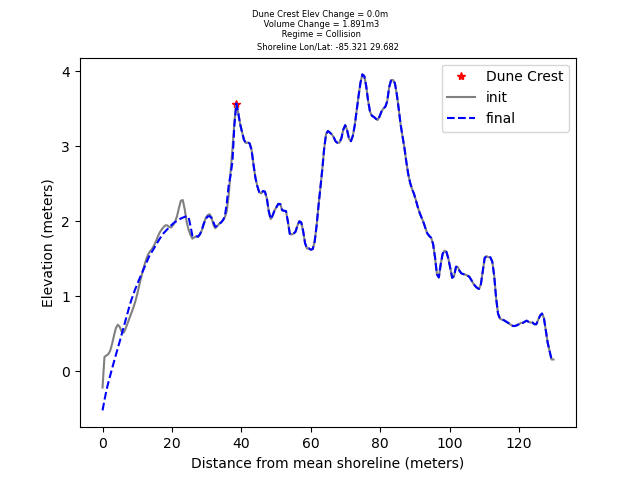 Dune Crest Elev Change = 0.0m
Volume Change = 1.891m3
Regime = Collision
Shoreline Lon/Lat: -85.321 29.682
Dune Crest
init
final
Elevation (meters)
4
3
2
1
0
0 20 40 60 80 100 120
Distance from mean shoreline (meters)